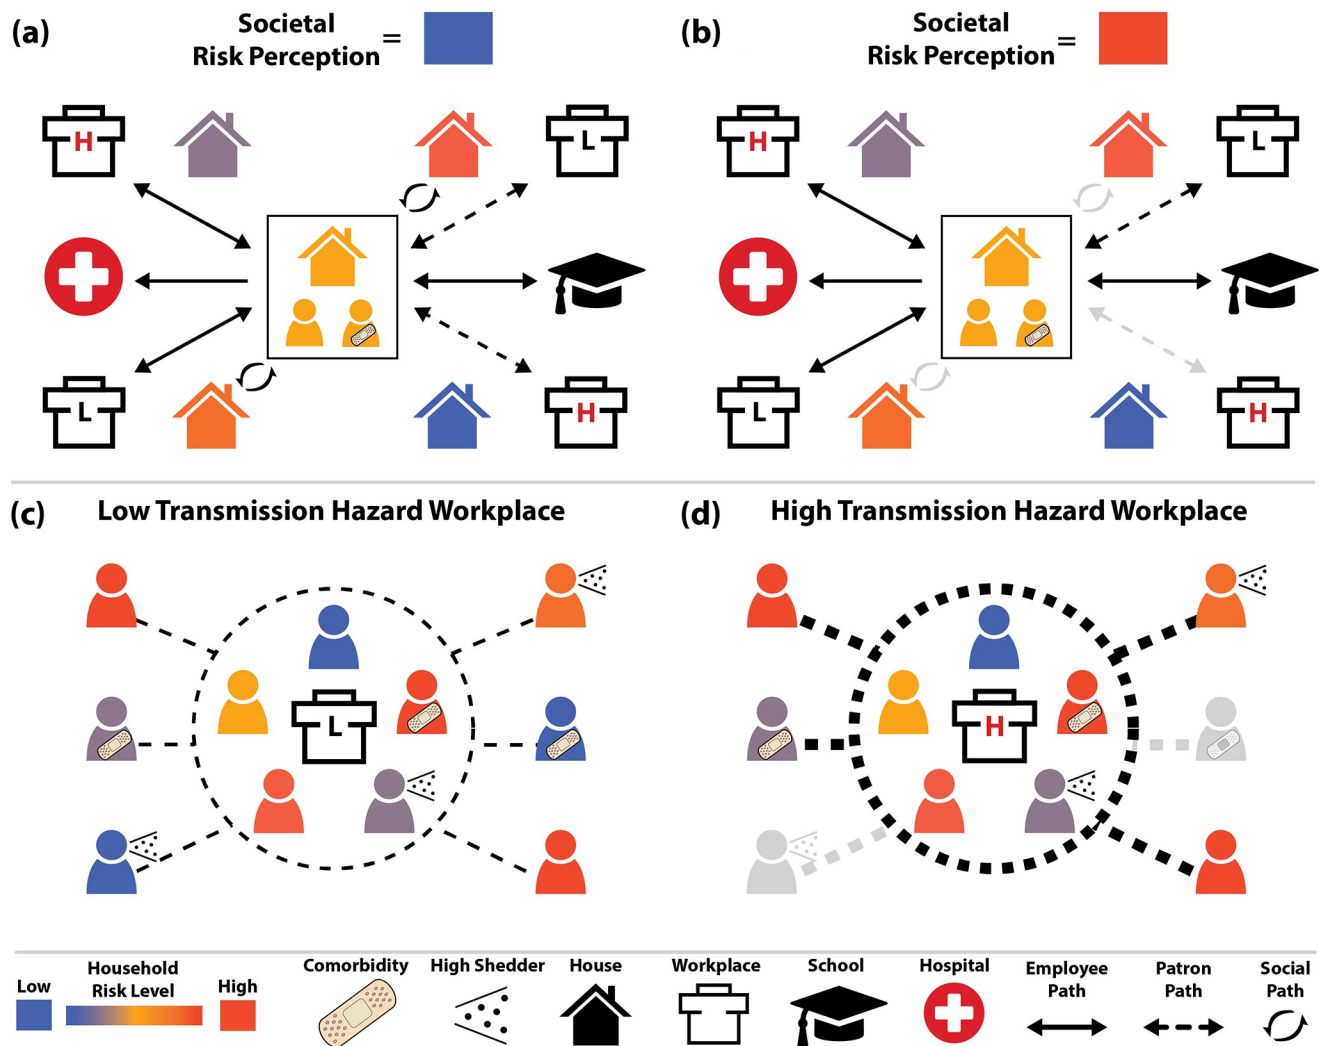 (a)
Societal
Risk Perception =
(b)
Societal
Risk Perception =
H
L
H
L
L
H
L
H
(c)
Low Transmission Hazard Workplace
(d)
High Transmission Hazard Workplace
L
H
Low
Household
Risk Level
High
Comorbidity
High Shedder
House
Workplace
School
Hospital
Employee
Path
Patron
Path
Social
Path